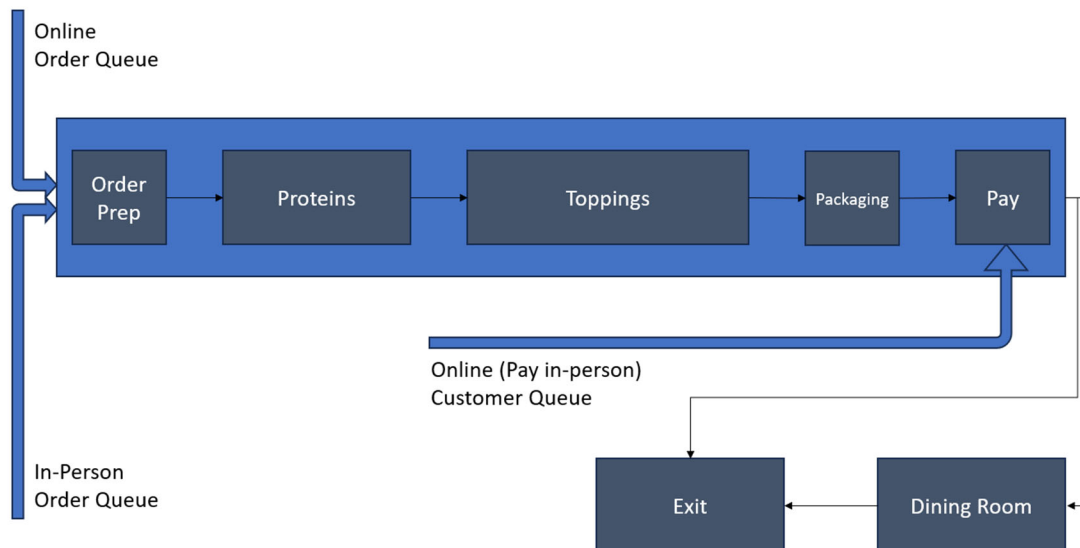 Online
Order Queue
Order
Prep
Proteins
Toppings
Packaging
Pay
Online (Pay in-person)
Customer Queue
In-Person
Order Queue
Exit
Dining Room